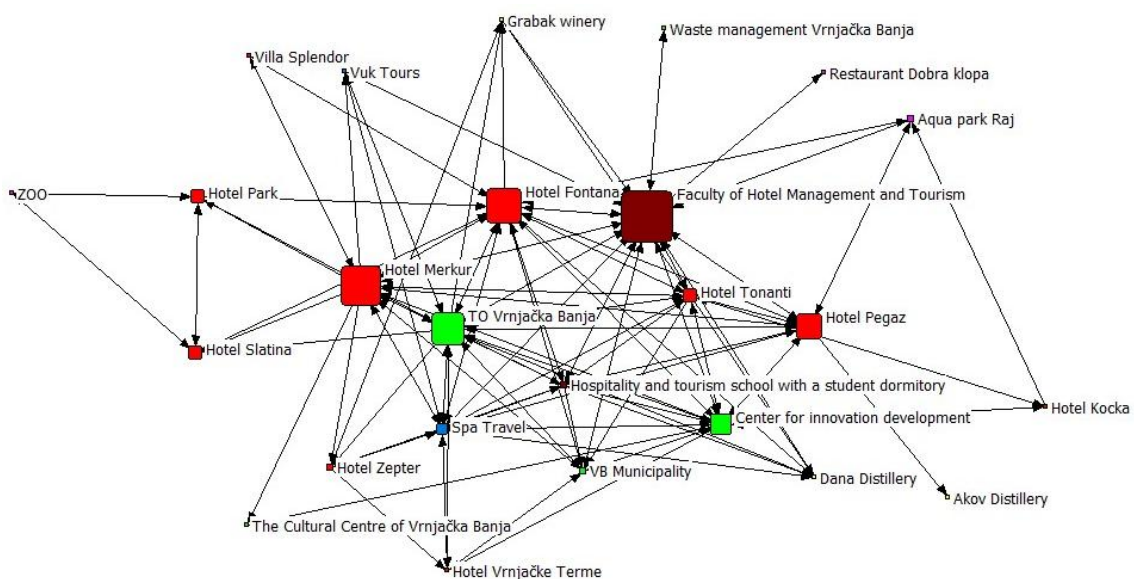 Grabak winery
Waste management Vrnjačka Banja
Villa Splendor
Vuk Tours
Restaurant Dobra klopa
Aqua park Raj
ZOO
Hotel Park
Hotel Fontana
Faculty of Hotel Management and Tourism
Hotel Merkur
Hotel Tonanti
TO Vrnjačka Banja
Hotel Pegaz
Hotel Slatina
Hospitality and tourism school with a student dormitory
Hotel Kocka
Center for innovation development
Spa Travel
Hotel Zepter
VB Municipality
Dana Distillery
Akov Distillery
The Cultural Centre of Vrnjačka Banja
Hotel Vrnjačke Terme